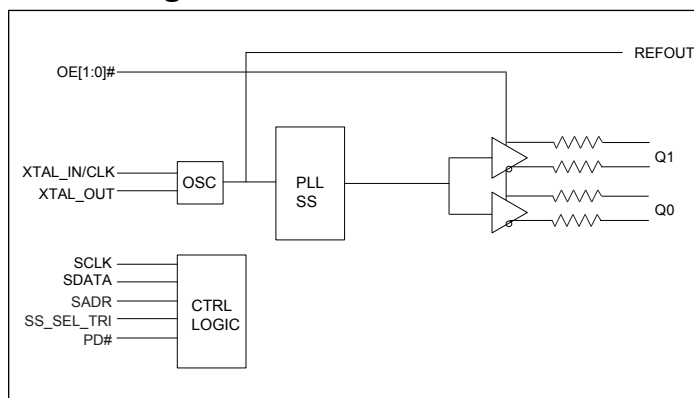 REFOUT
OE[1:0]#
XTAL_IN/CLK
XTAL_OUT
OSC
PLL
SS
Q1
Q0
SCLK
SDATA
SADR
SS_SEL_TRI
PD#
CTRL
LOGIC